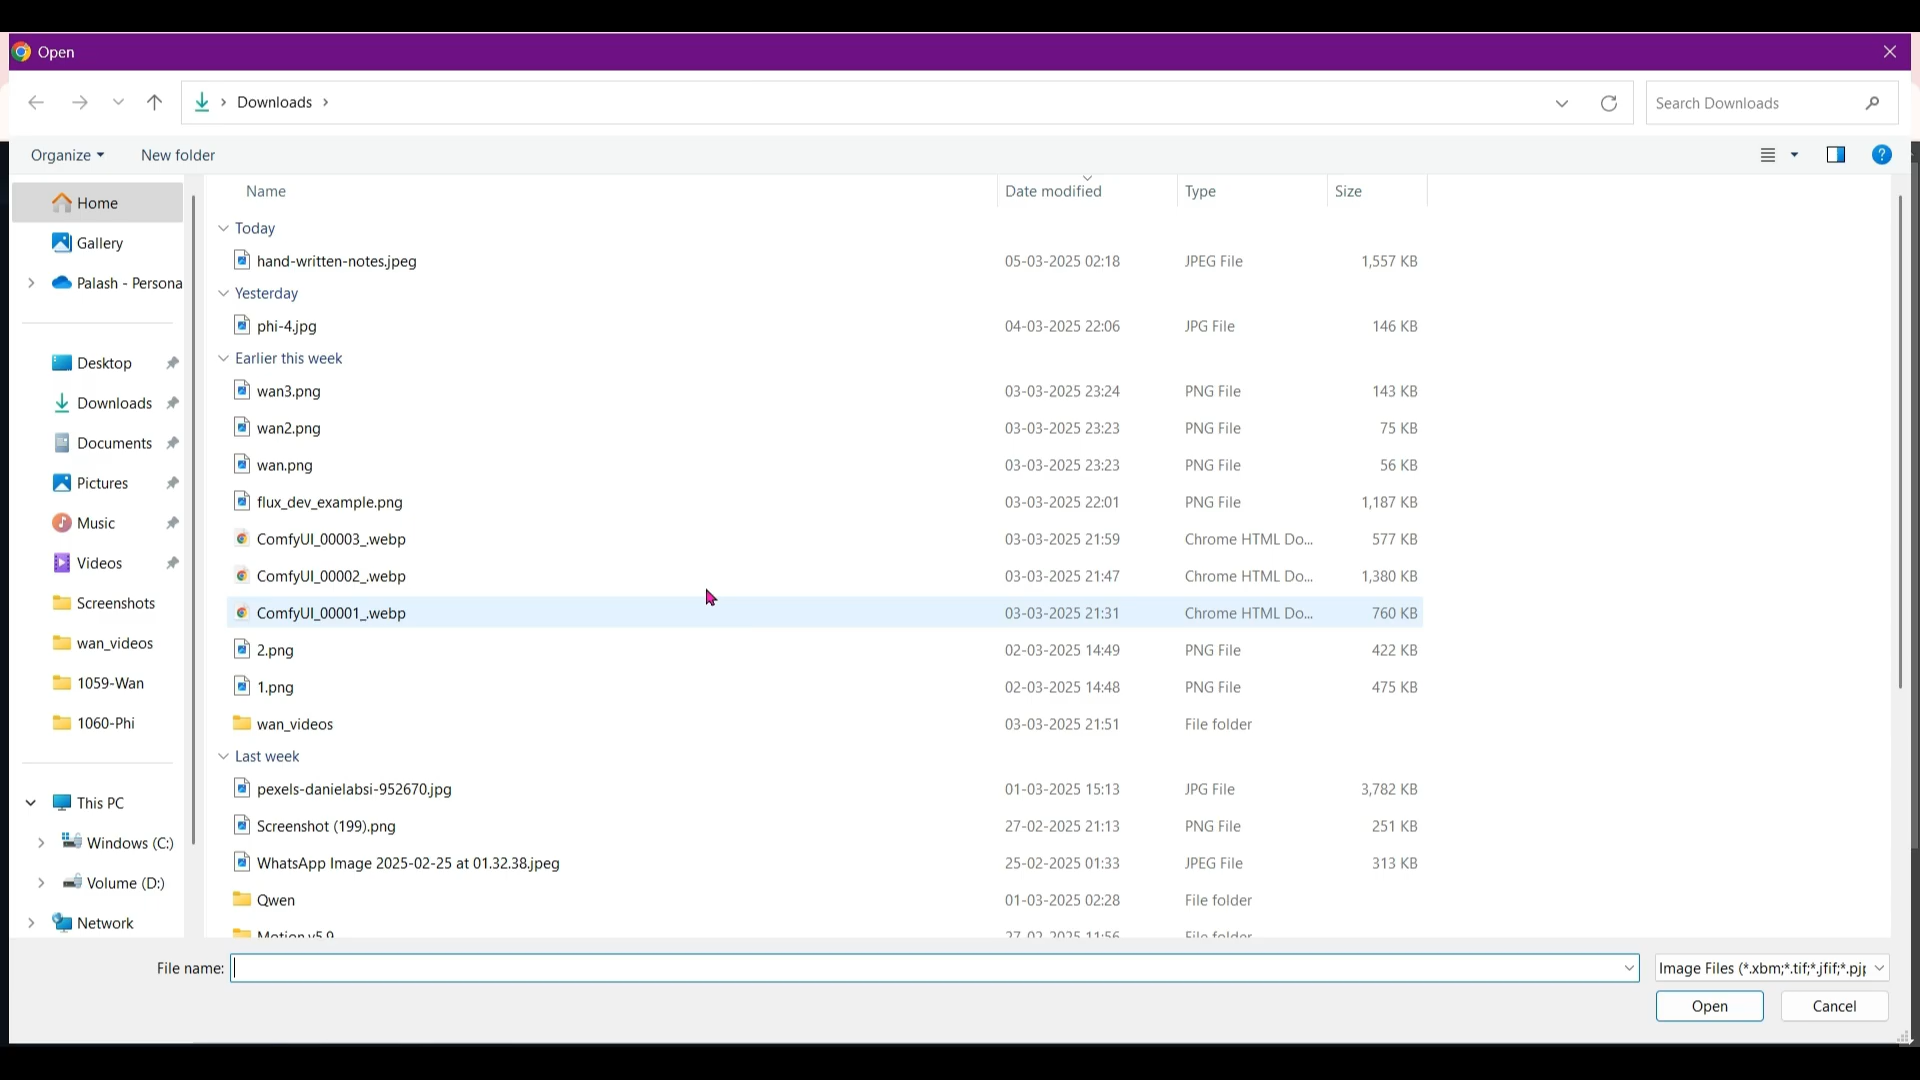 Open
Downloads
Search Downloads
Organize New folder
?
Home
Gallery
Palash - Persona
Desktop
Downloads
Documents
Pictures
Music
Videos
Screenshots
wan_videos
1059-Wan
1060-Phi
This PC
Windows (C:)
Volume (D:)
Network
Name Date modified Type Size
Today
hand-written-notes.jpeg 05-03-2025 02:18 JPEG File 1,557 KB
Yesterday
phi-4.jpg 04-03-2025 22:06 JPG File 146 KB
Earlier this week
wan3.png 03-03-2025 23:24 PNG File 143 KB
wan2.png 03-03-2025 23:23 PNG File 75 KB
wan.png 03-03-2025 23:23 PNG File 56 KB
flux_dev_example.png 03-03-2025 22:01 PNG File 1,187 KB
ComfyUI_00003_.webp 03-03-2025 21:59 Chrome HTML Do... 577 KB
ComfyUI_00002_.webp 03-03-2025 21:47 Chrome HTML Do... 1,380 KB
ComfyUI_00001_.webp 03-03-2025 21:31 Chrome HTML Do... 760 KB
2.png 02-03-2025 14:49 PNG File 422 KB
1.png 02-03-2025 14:48 PNG File 475 KB
wan_videos 03-03-2025 21:51 File folder
Last week
pexels-danielabsi-952670.jpg 01-03-2025 15:13 JPG File 3,782 KB
Screenshot (199).png 27-02-2025 21:13 PNG File 251 KB
WhatsApp Image 2025-02-25 at 01.32.38.jpeg 25-02-2025 01:33 JPEG File 313 KB
Qwen 01-03-2025 02:28 File folder
Motion v5.9 27-02-2025 11:56 File folder
File name: Image Files (*.xbm;*.tif;*.jfif;*.pjp
Open Cancel